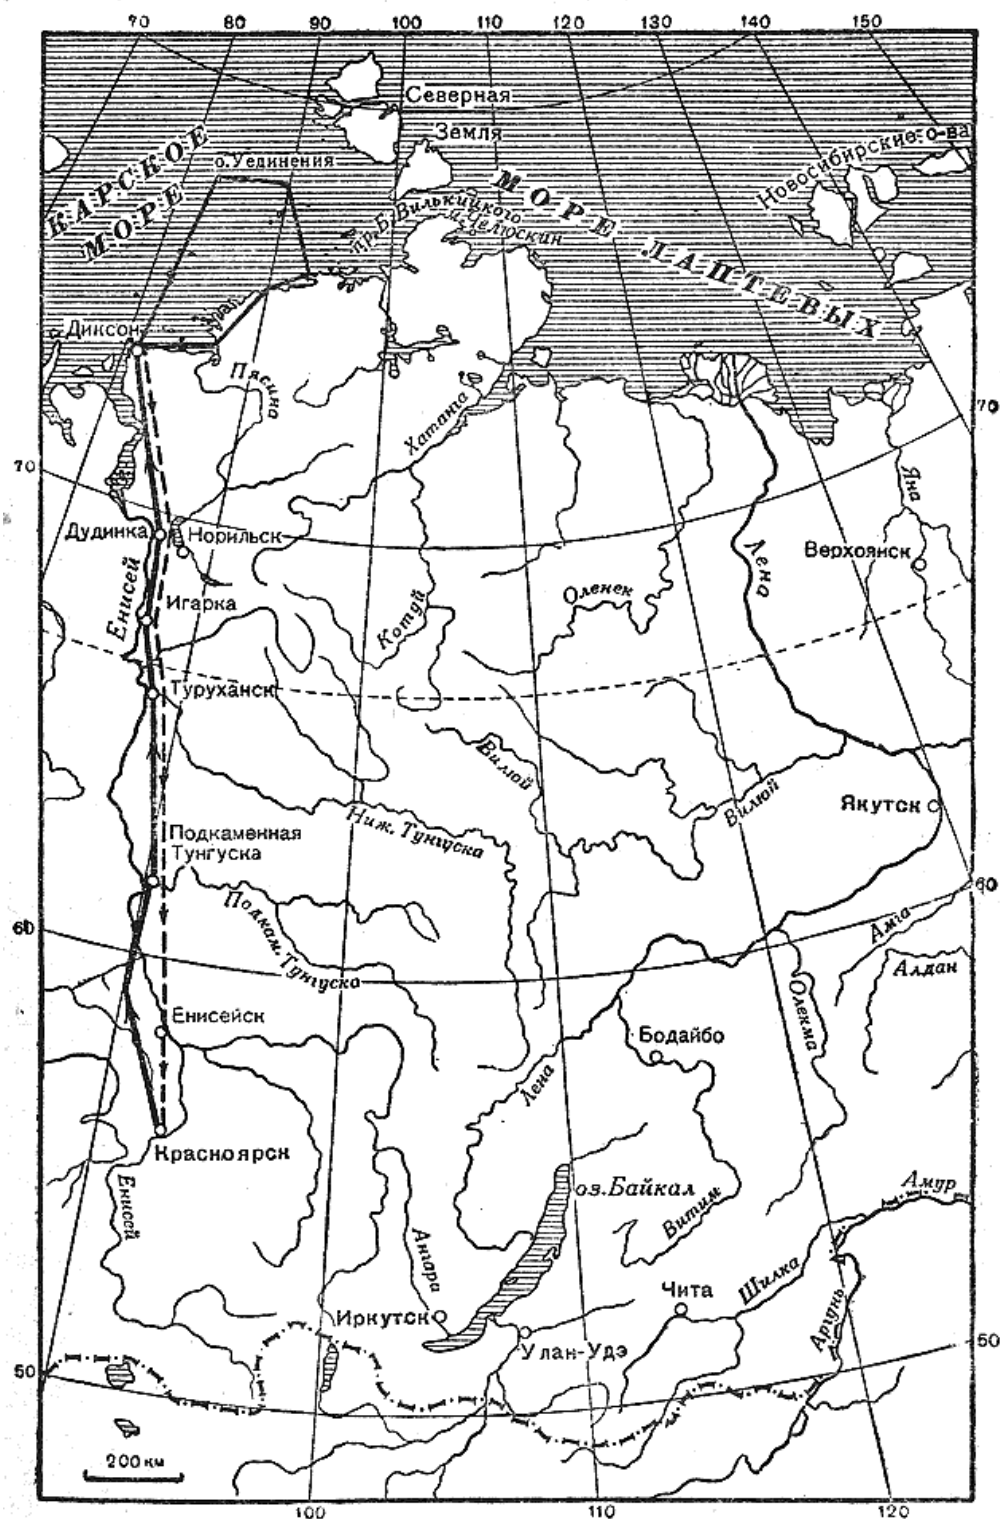 70 80 90 100 110 120 130 140 150
Северная
Земля
о. Уединения
КАРСКОЕ
МОРЕ
Новосибирские о-ва
пр. Б. Вилькицкого
м. Челюскин
МОРЕ ЛАПТЕВЫХ
Диксон
Пясина
Хатанга
70
70
Яна
Дудинка
Норильск
Лена
Верхоянск
Енисей
Игарка
Котуй
Оленек
Туруханск
Вилюй
Вилюй
Якутск
Ниж. Тунгуска
Подкаменная
Тунгуска
60
60
Подкам. Тунгуска
Амга
Алдан
Енисейск
Олекма
Бодайбо
Лена
Красноярск
оз. Байкал
Витим
Амур
Енисей
Ангара
Шилка
Чита
Аргунь
Иркутск
Улан-Удэ
50
50
200 км
100 110 120